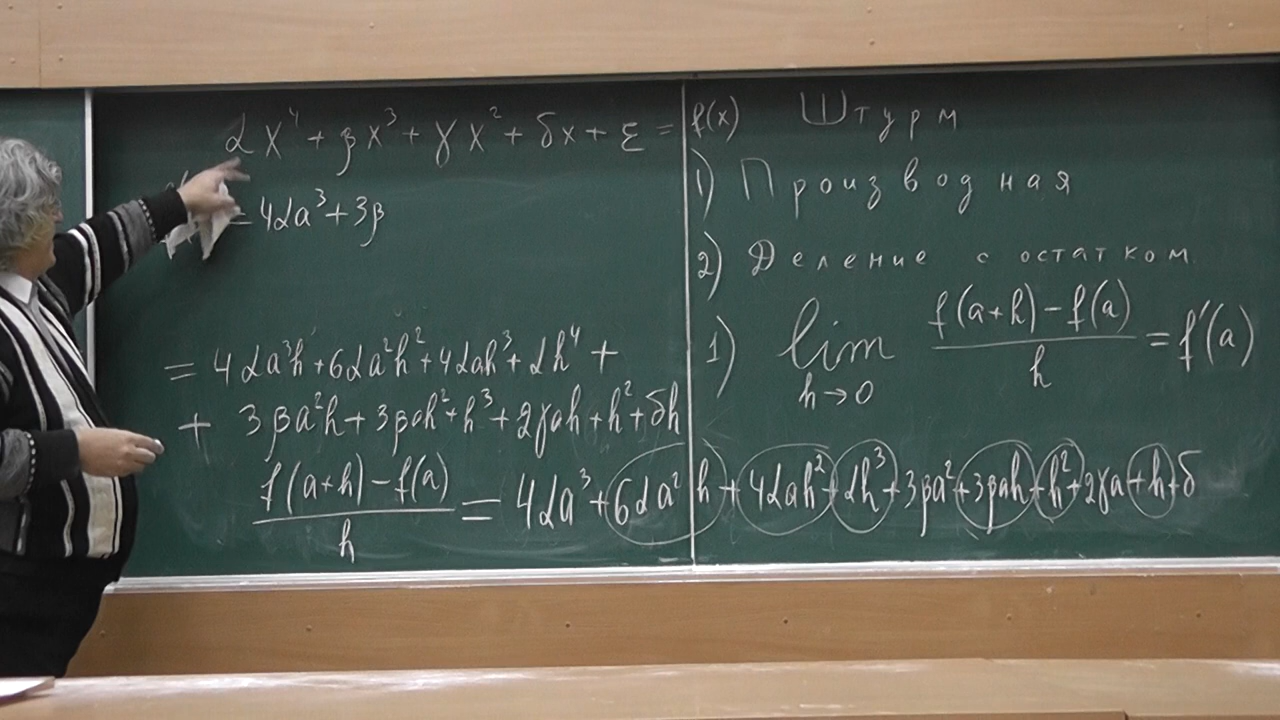 αx⁴ + βx³ + γx² + δx + ε = f(x)
= 4αa³ + 3β
= 4αa³h + 6αa²h² + 4αah³ + αh⁴ +
+ 3βa²h + 3βah² + h³ + 2γah + h² + δh
Штурм
1) Производная
2) Деление с остатком
1) lim h→0 (f(a+h) − f(a))/h = f'(a)
(f(a+h) − f(a))/h = 4αa³ + 6αa²h + 4αah² + αh³ + 3βa² + 3βah + h² + 2γa + h + δ